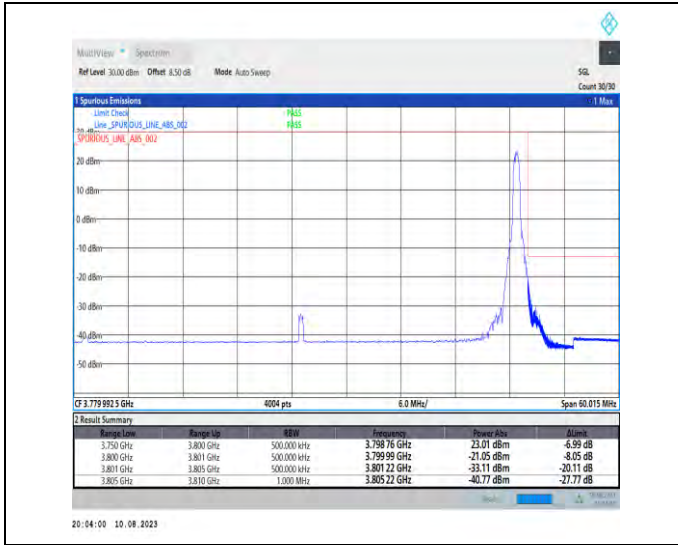 MultiView Spectrum
Ref Level 30.00 dBm Offset 8.50 dB Mode Auto Sweep SGL
Count 30/30
1 Spurious Emissions 1 Max
Limit Check PASS
Line _SPURIOUS_LINE_ABS_002 PASS
_SPURIOUS_LINE_ABS_002
20 dBm
10 dBm
0 dBm
-10 dBm
-20 dBm
-30 dBm
-40 dBm
-50 dBm
CF 3.779 992 5 GHz 4004 pts 6.0 MHz/ Span 60.015 MHz
2 Result Summary
Range Low Range Up RBW Frequency Power Abs ΔLimit
3.750 GHz 3.800 GHz 500.000 kHz 3.798 76 GHz 23.01 dBm -6.99 dB
3.800 GHz 3.801 GHz 500.000 kHz 3.799 99 GHz -21.05 dBm -8.05 dB
3.801 GHz 3.805 GHz 500.000 kHz 3.801 22 GHz -33.11 dBm -20.11 dB
3.805 GHz 3.810 GHz 1.000 MHz 3.805 22 GHz -40.77 dBm -27.77 dB
20:04:00 10.08.2023